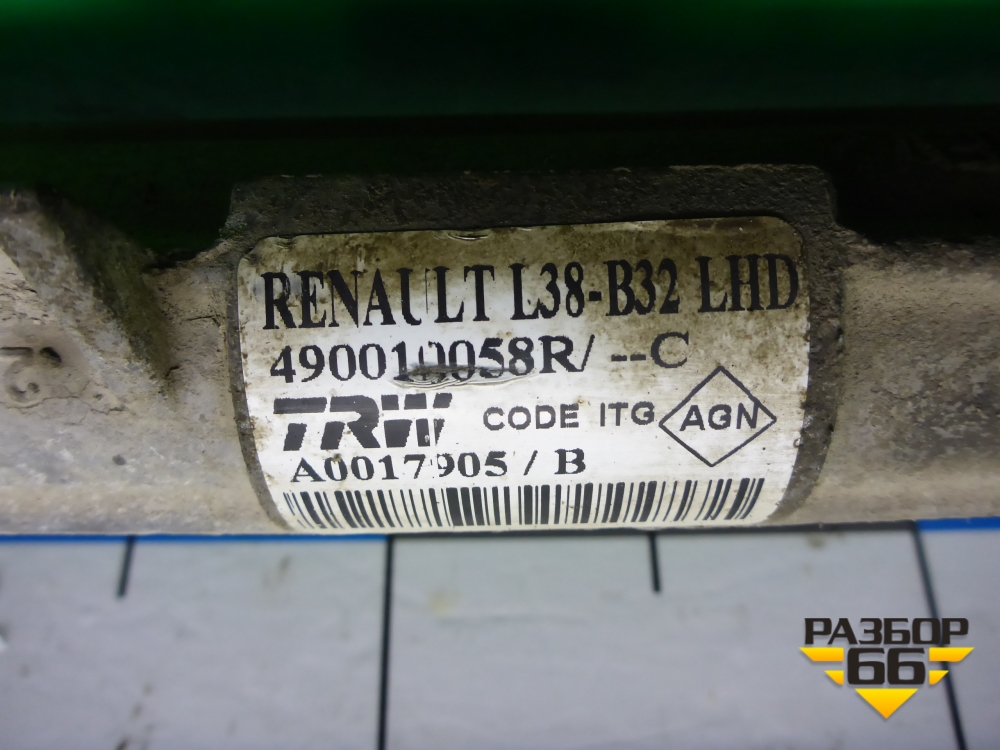 RENAULT L38-B32 LHD
490010058R/ --C
TRW CODE ITG AGN
A0017905 / B
РАЗБОР
66